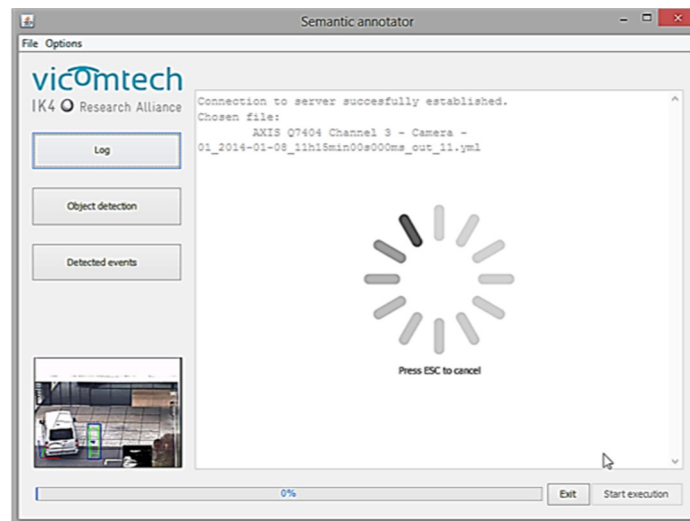 Semantic annotator
File Options
vicomtech
IK4 Research Alliance
Log
Object detection
Detected events
Connection to server succesfully established.
Chosen file:
AXIS Q7404 Channel 3 - Camera -
01_2014-01-08_11h15min00s000ms_out_11.yml
Press ESC to cancel
0%
Exit
Start execution